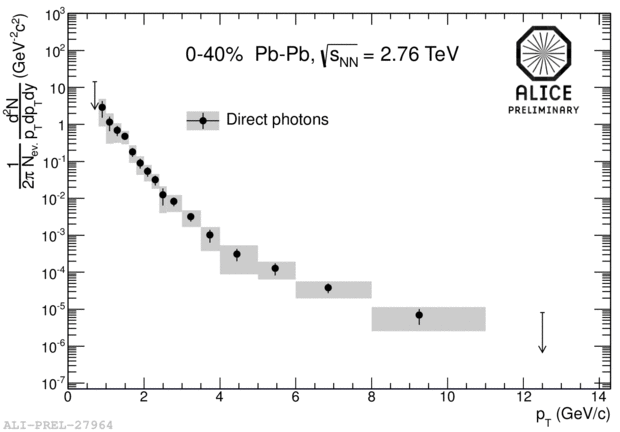 10³
10²
10
1
10⁻¹
10⁻²
10⁻³
10⁻⁴
10⁻⁵
10⁻⁶
10⁻⁷
1/(2π N_ev.) d²N/(p_T dp_T dy) (GeV⁻²c²)
0-40% Pb-Pb, √s_NN = 2.76 TeV
ALICE
PRELIMINARY
Direct photons
0 2 4 6 8 10 12 14
p_T (GeV/c)
ALI-PREL-27964